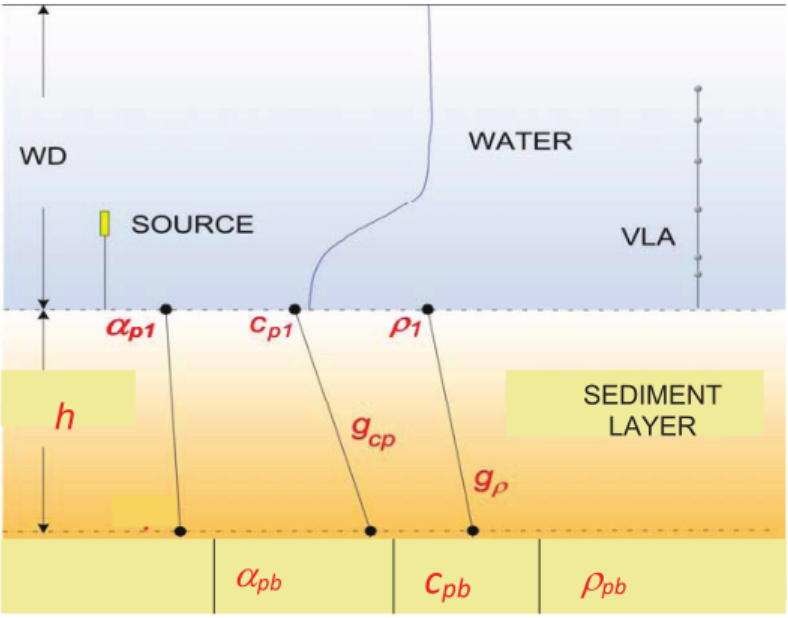 WD
WATER
SOURCE
VLA
αp1
cp1
ρ1
h
SEDIMENT
LAYER
gcp
gρ
αpb
cpb
ρpb